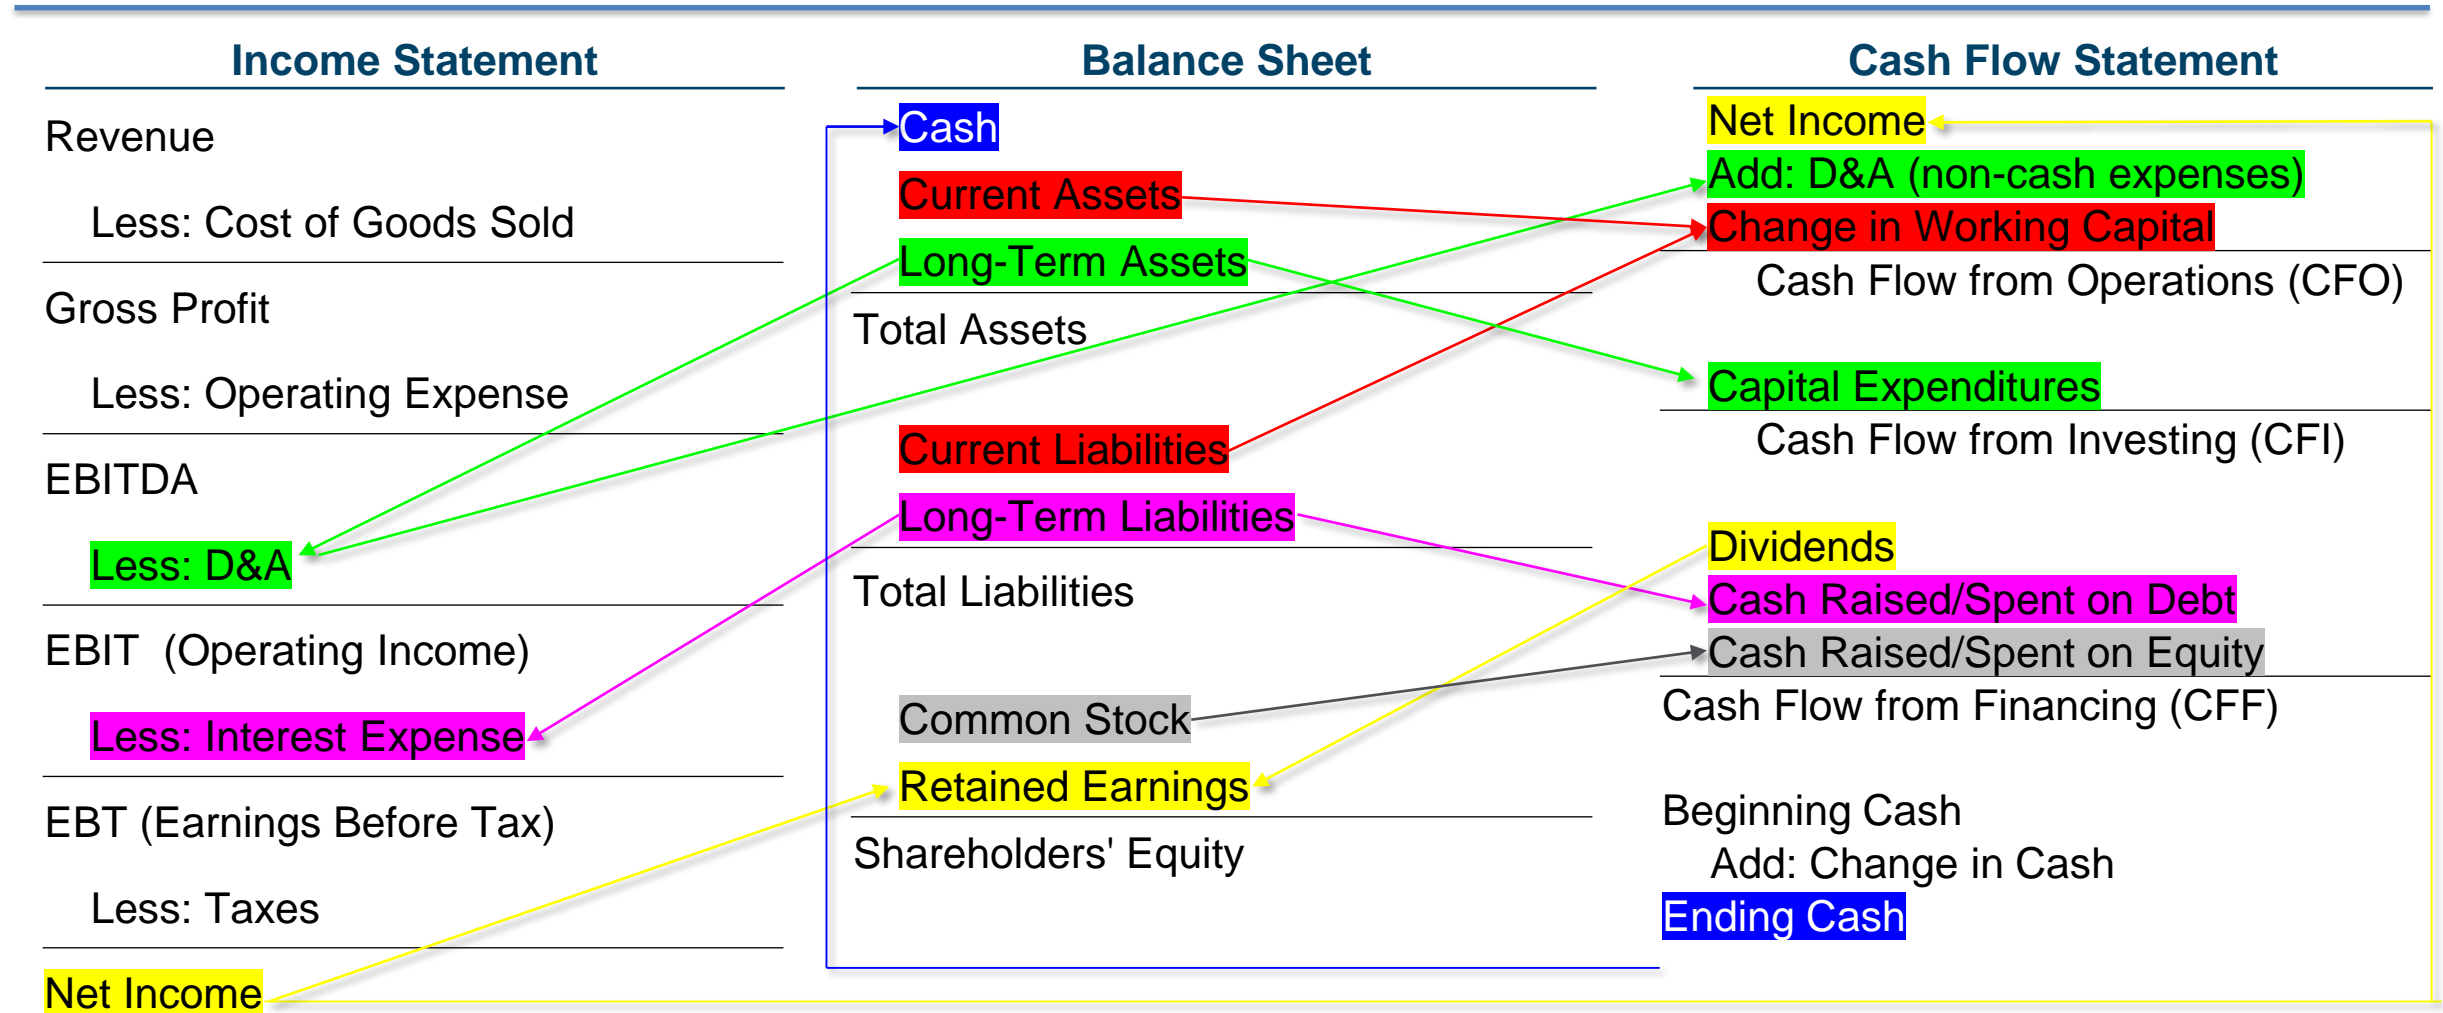 Income Statement
Revenue
Less: Cost of Goods Sold
Gross Profit
Less: Operating Expense
EBITDA
Less: D&A
EBIT (Operating Income)
Less: Interest Expense
EBT (Earnings Before Tax)
Less: Taxes
Net Income
Balance Sheet
Cash
Current Assets
Long-Term Assets
Total Assets
Current Liabilities
Long-Term Liabilities
Total Liabilities
Common Stock
Retained Earnings
Shareholders' Equity
Cash Flow Statement
Net Income
Add: D&A (non-cash expenses)
Change in Working Capital
Cash Flow from Operations (CFO)
Capital Expenditures
Cash Flow from Investing (CFI)
Dividends
Cash Raised/Spent on Debt
Cash Raised/Spent on Equity
Cash Flow from Financing (CFF)
Beginning Cash
Add: Change in Cash
Ending Cash